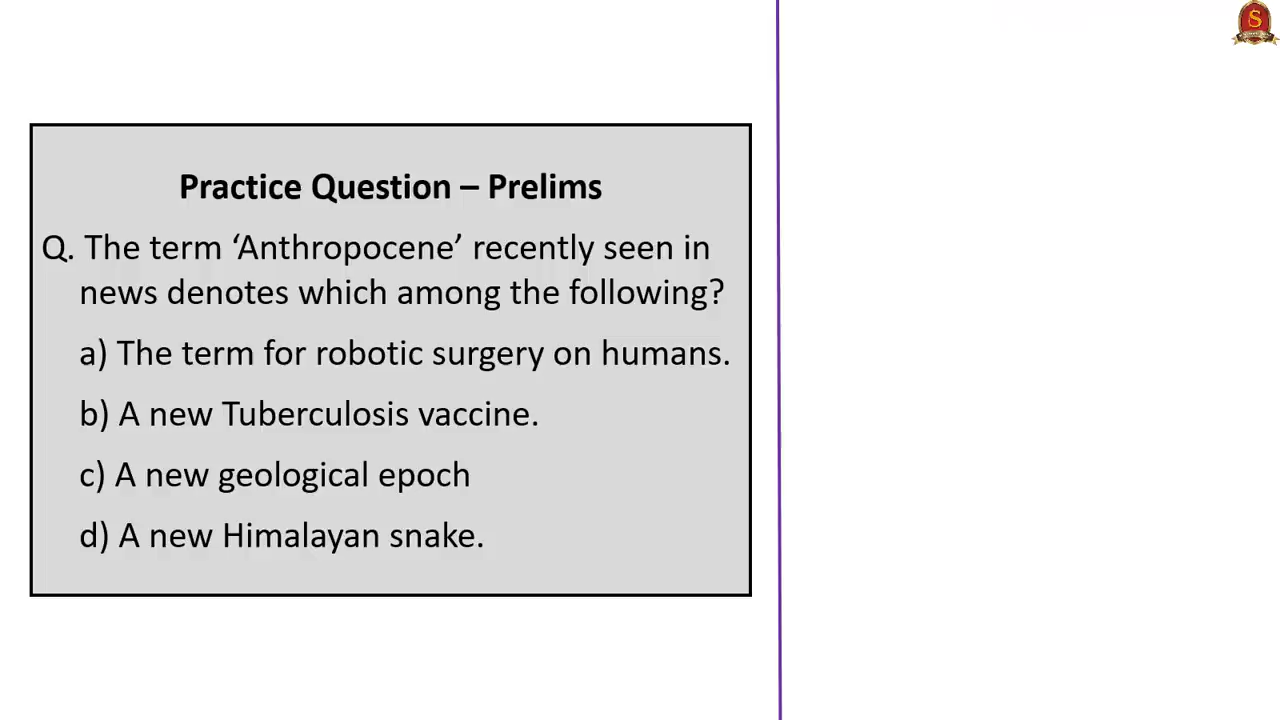 Practice Question – Prelims
Q. The term ‘Anthropocene’ recently seen in
news denotes which among the following?
a) The term for robotic surgery on humans.
b) A new Tuberculosis vaccine.
c) A new geological epoch
d) A new Himalayan snake.
S